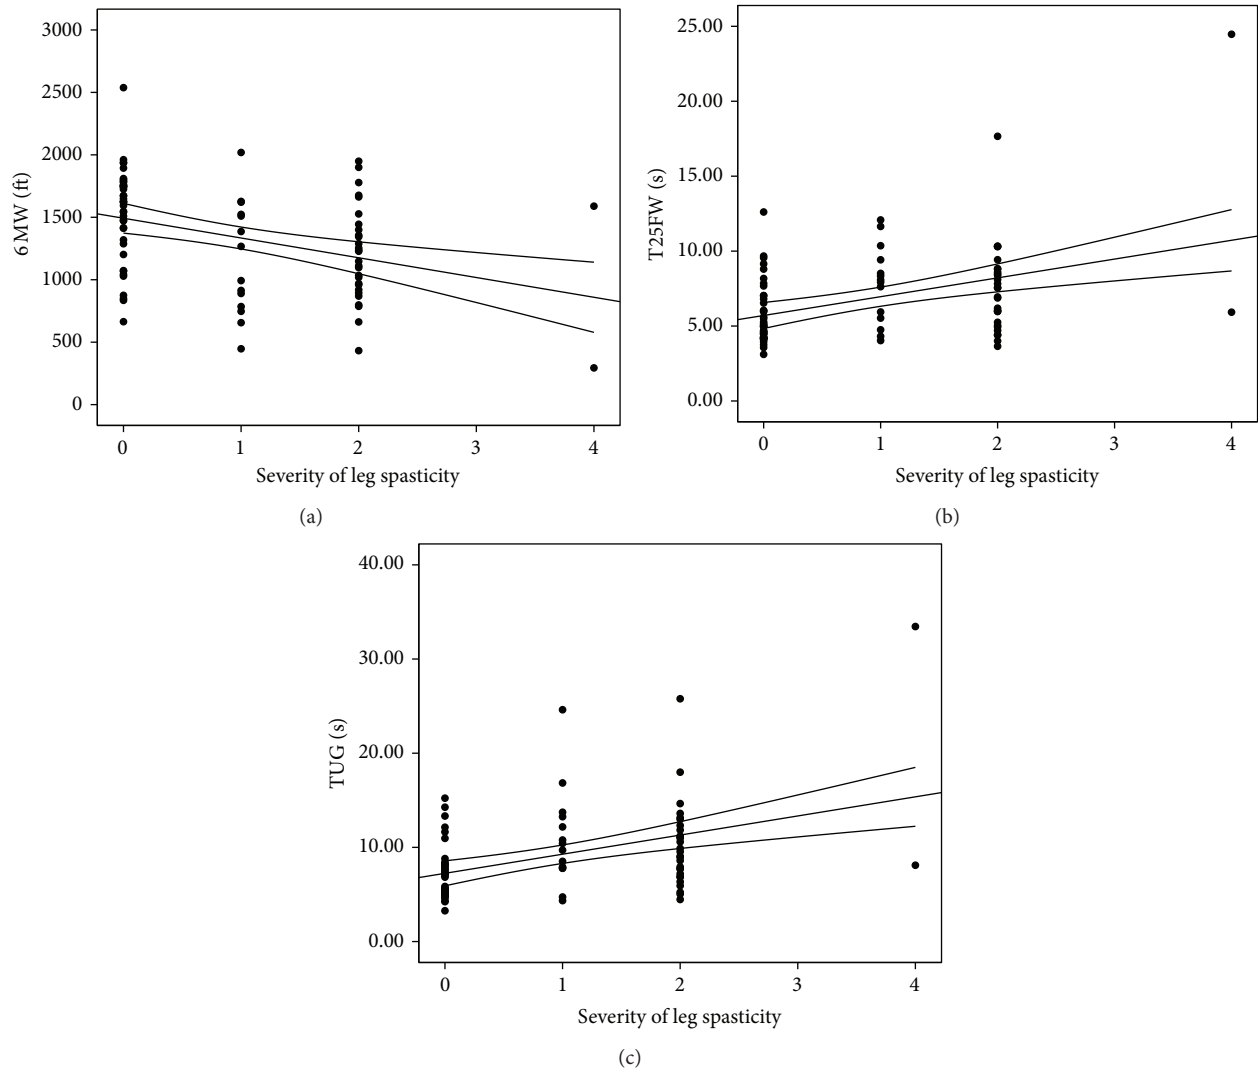 3000
2500
2000
1500
1000
500
0
6 MW (ft)
0 1 2 3 4
Severity of leg spasticity
(a)
25.00
20.00
15.00
10.00
5.00
0.00
T25FW (s)
0 1 2 3 4
Severity of leg spasticity
(b)
40.00
30.00
20.00
10.00
0.00
TUG (s)
0 1 2 3 4
Severity of leg spasticity
(c)